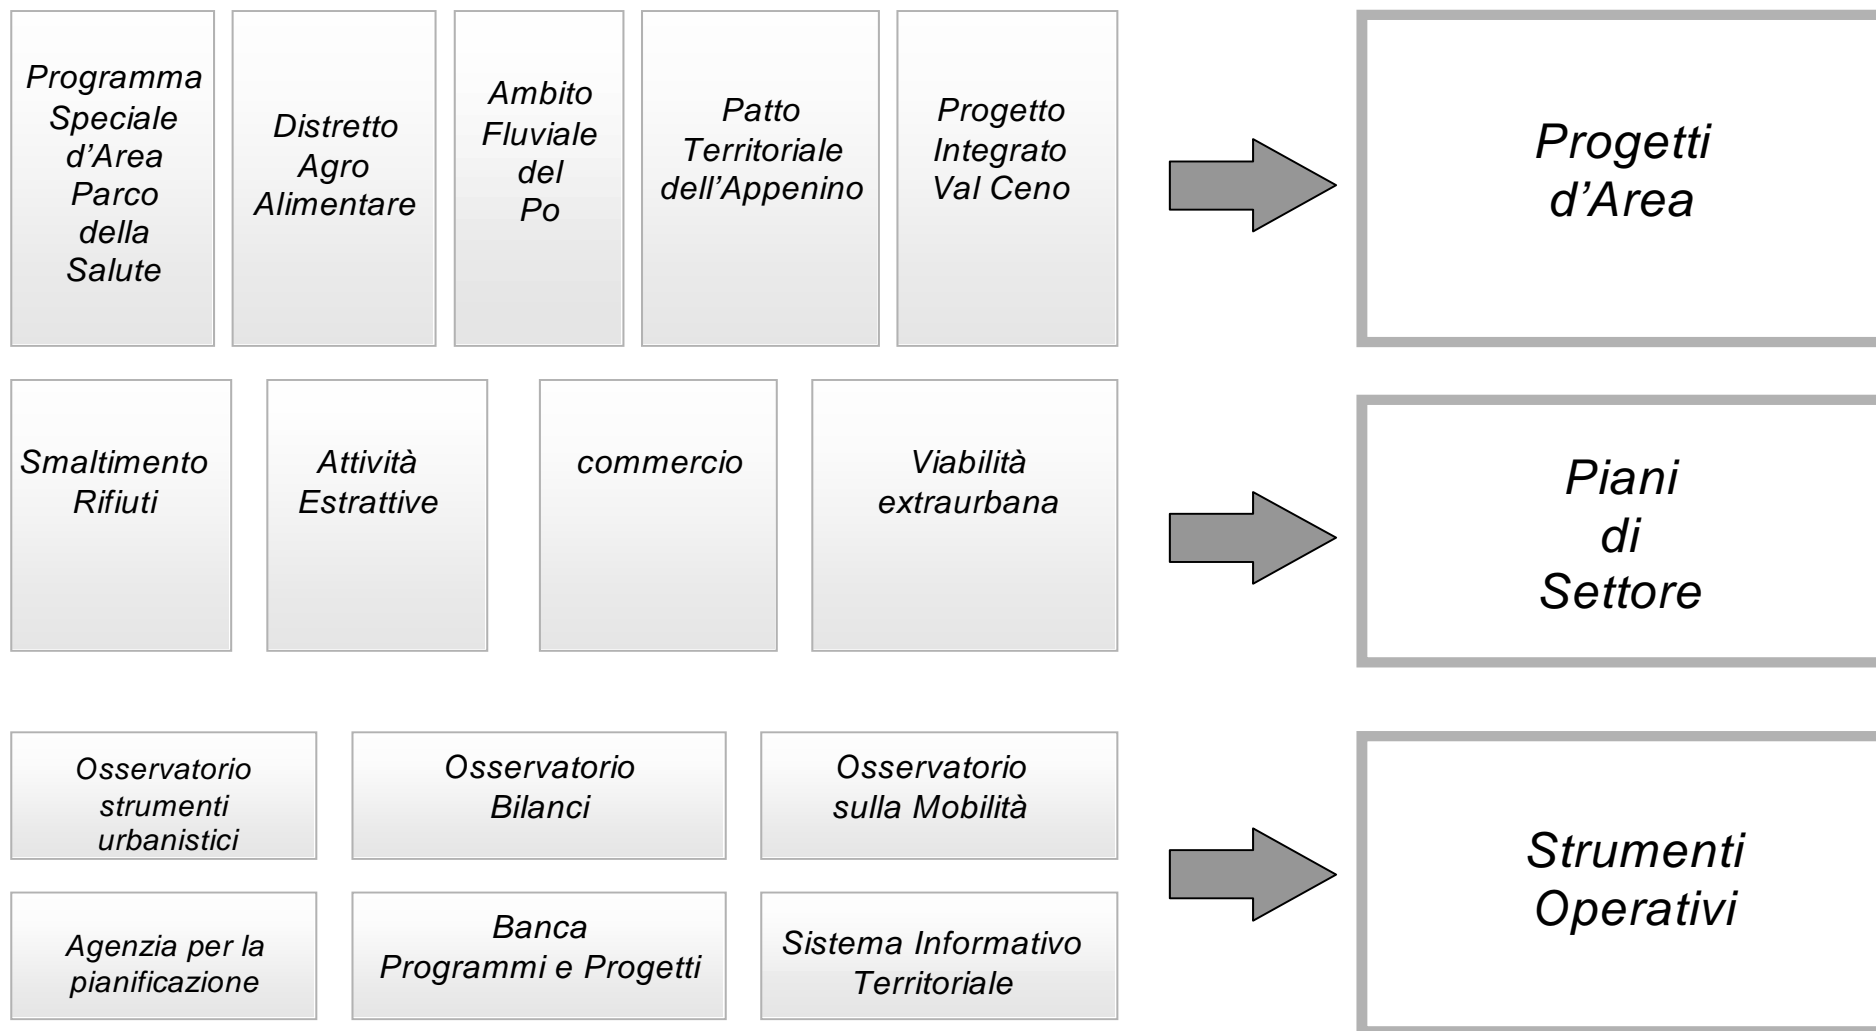 Programma
Speciale
d’Area
Parco
della
Salute
Distretto
Agro
Alimentare
Ambito
Fluviale
del
Po
Patto
Territoriale
dell’Appenino
Progetto
Integrato
Val Ceno
Progetti
d’Area
Smaltimento
Rifiuti
Attività
Estrattive
commercio
Viabilità
extraurbana
Piani
di
Settore
Osservatorio
strumenti
urbanistici
Osservatorio
Bilanci
Osservatorio
sulla Mobilità
Agenzia per la
pianificazione
Banca
Programmi e Progetti
Sistema Informativo
Territoriale
Strumenti
Operativi